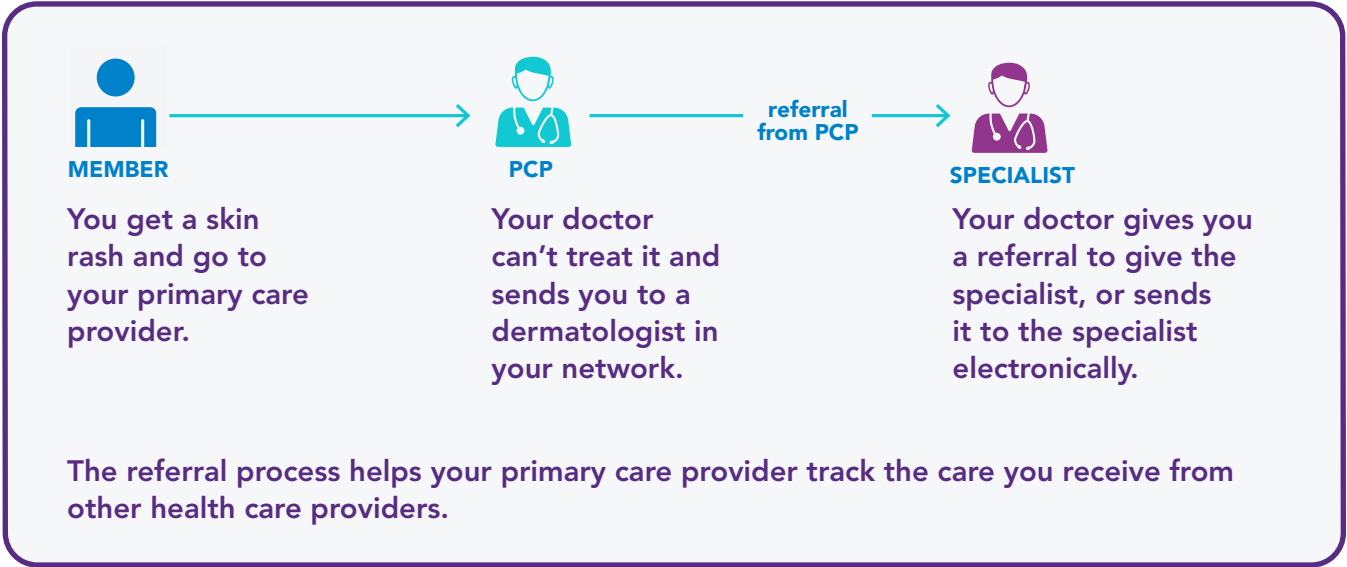 referral
from PCP
MEMBER
PCP
SPECIALIST
You get a skin
rash and go to
your primary care
provider.
Your doctor
can’t treat it and
sends you to a
dermatologist in
your network.
Your doctor gives you
a referral to give the
specialist, or sends
it to the specialist
electronically.
The referral process helps your primary care provider track the care you receive from
other health care providers.